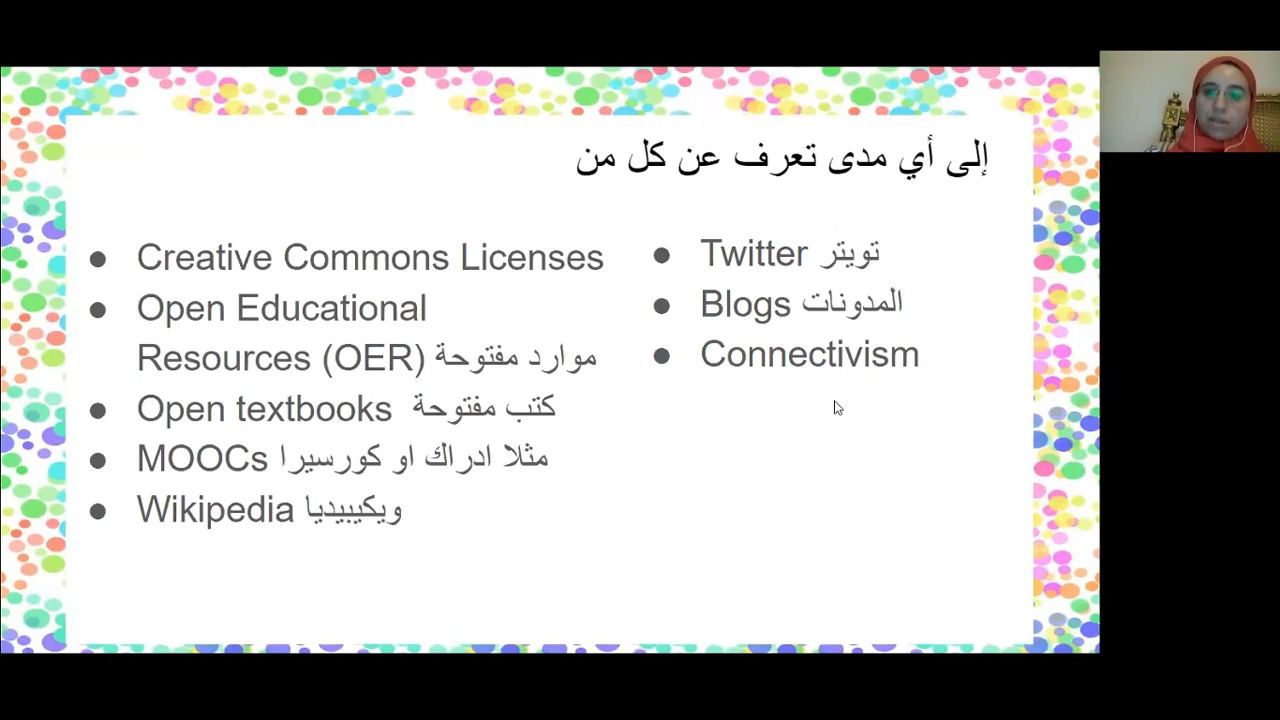 إلى أي مدى تعرف عن كل من
Creative Commons Licenses
Open Educational
Resources (OER) موارد مفتوحة
Open textbooks كتب مفتوحة
MOOCs مثلا ادراك او كورسيرا
Wikipedia ويكيبيديا
Twitter تويتر
Blogs المدونات
Connectivism